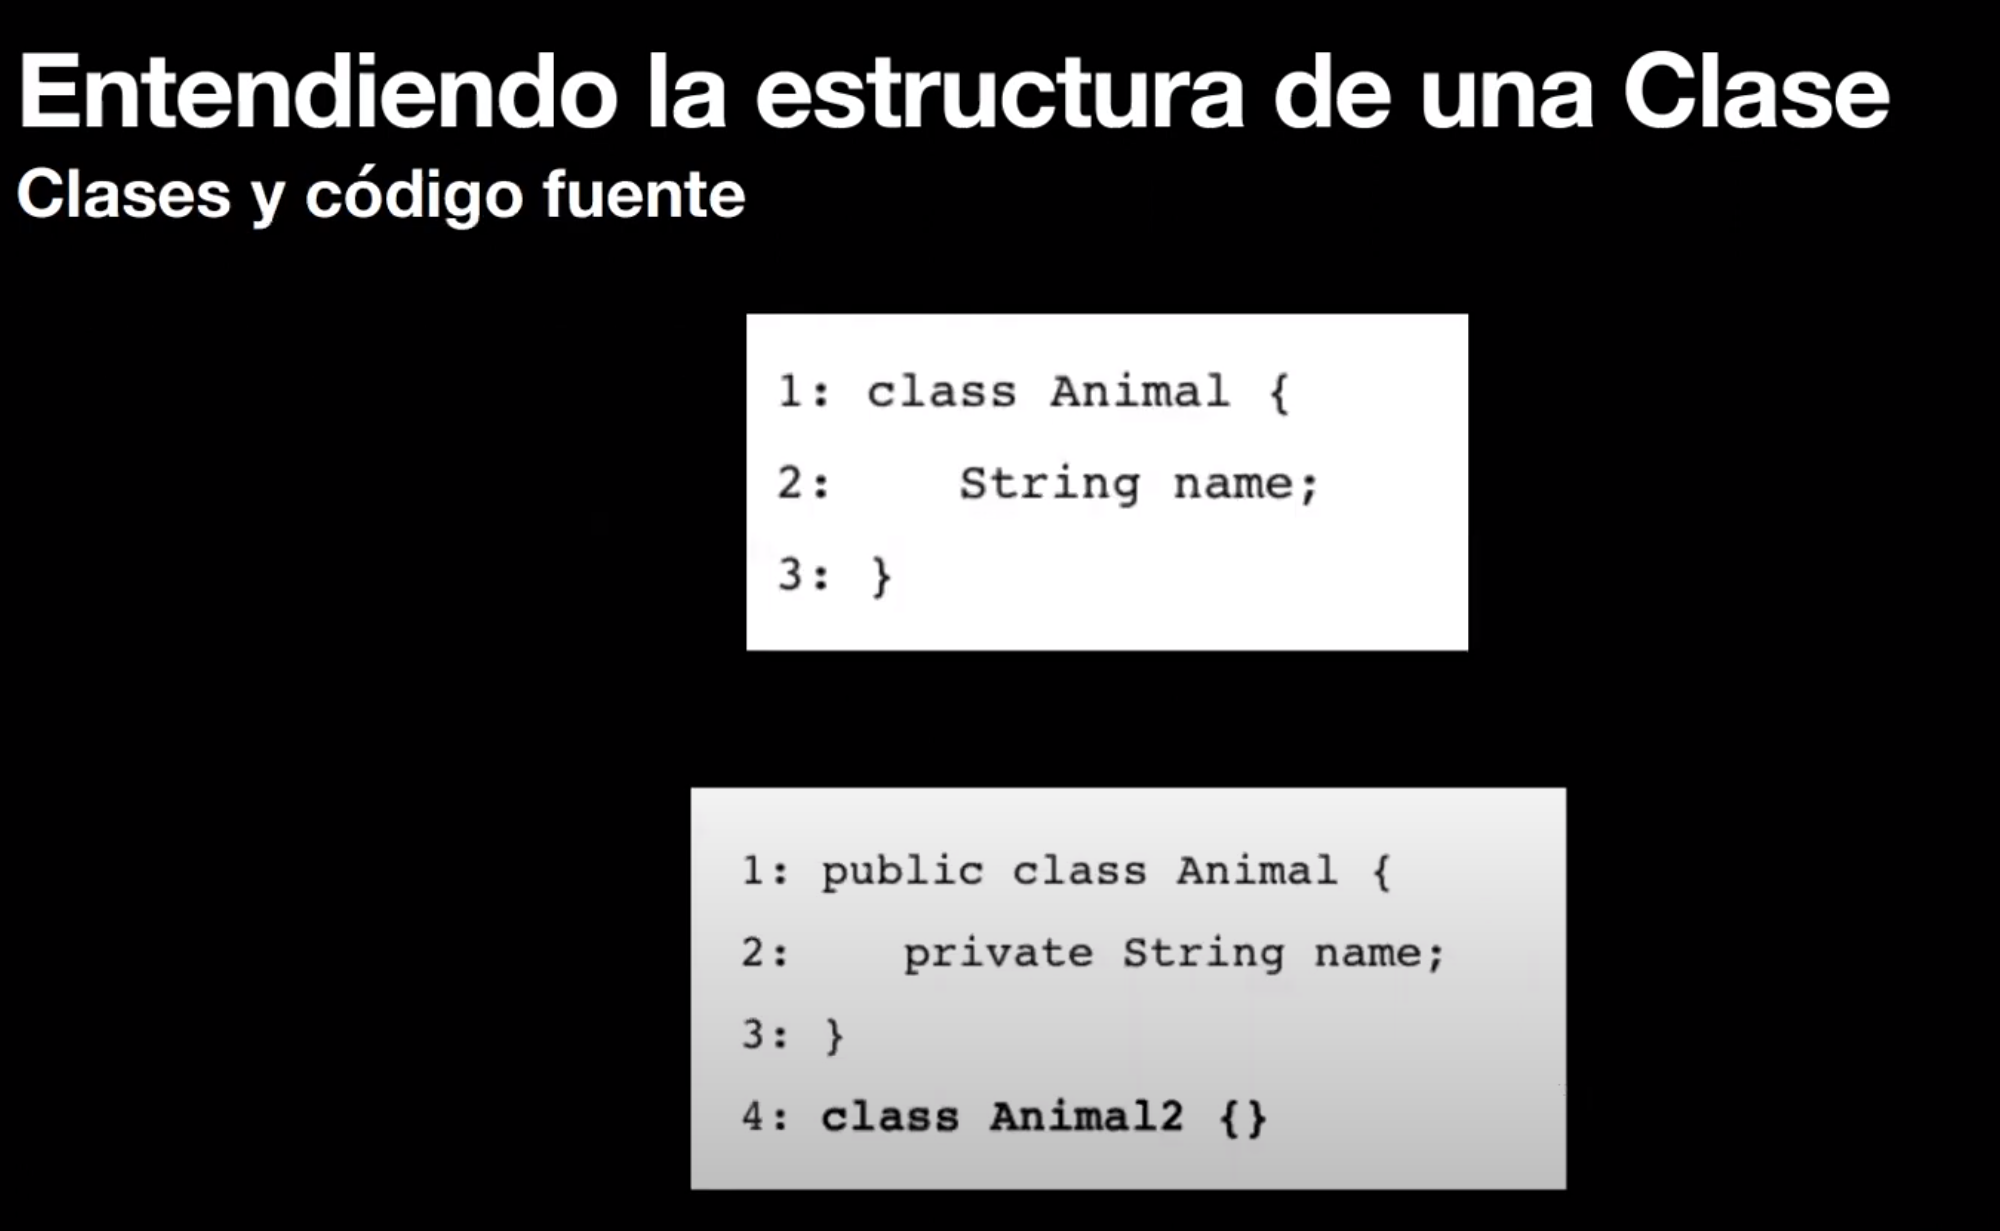 Entendiendo la estructura de una Clase
Clases y código fuente
1: class Animal {
2:    String name;
3: }
1: public class Animal {
2:    private String name;
3: }
4: class Animal2 {}